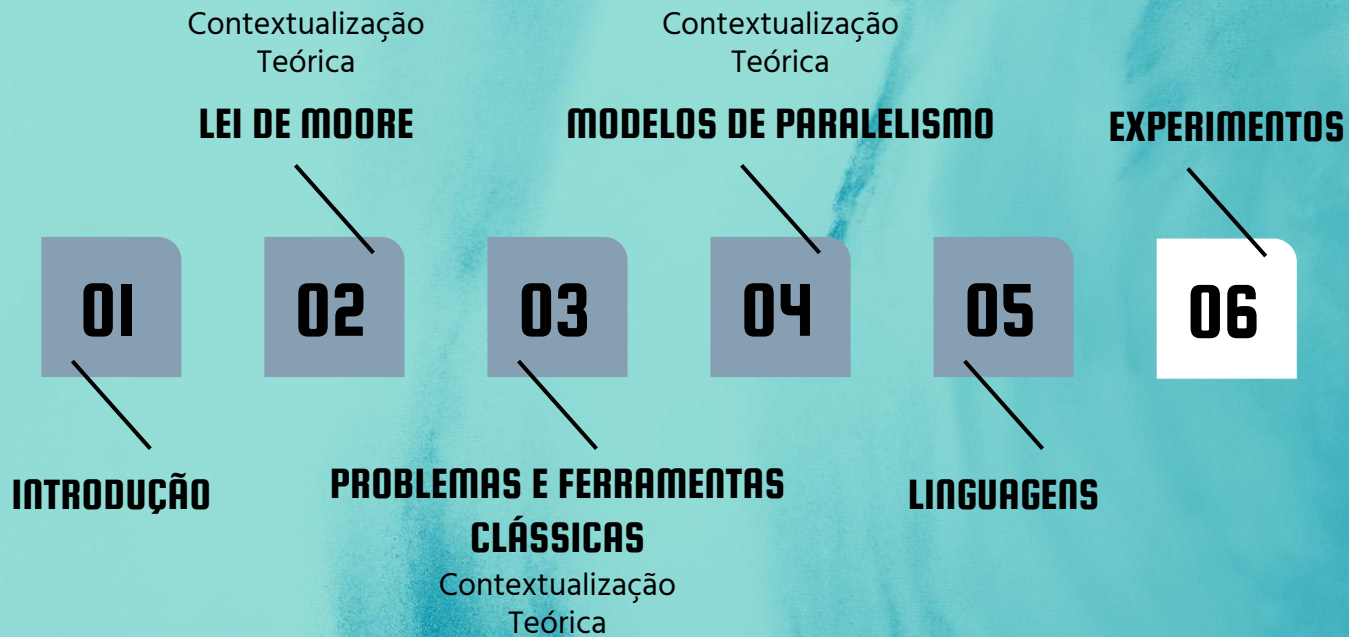 Contextualização
Teórica
LEI DE MOORE
Contextualização
Teórica
MODELOS DE PARALELISMO
EXPERIMENTOS
01
02
03
04
05
06
INTRODUÇÃO
PROBLEMAS E FERRAMENTAS
CLÁSSICAS
Contextualização
Teórica
LINGUAGENS